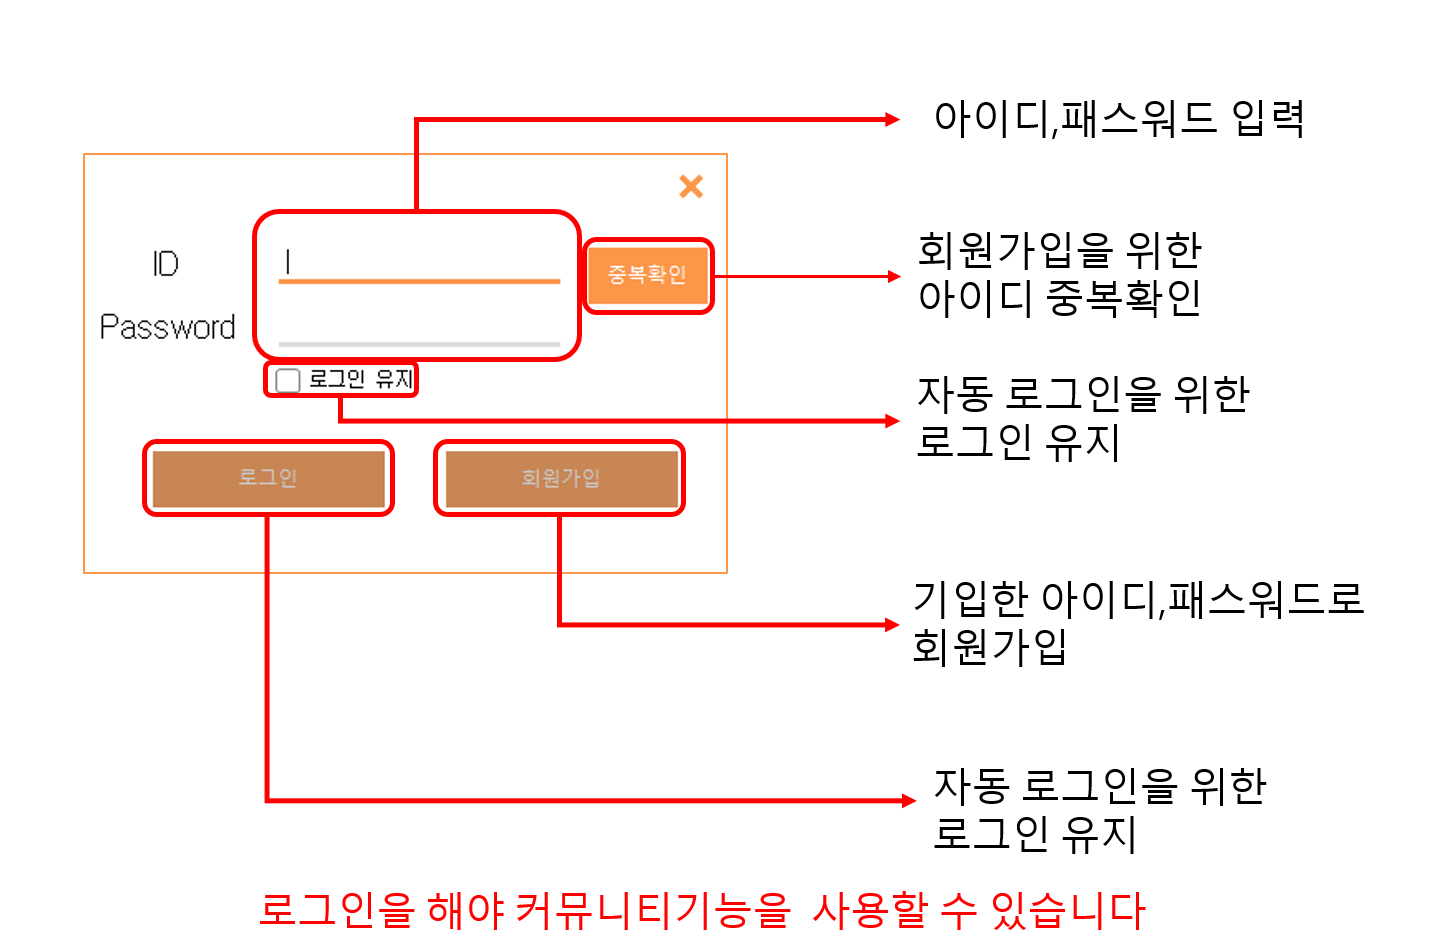 아이디,패스워드 입력
ID
중복확인
회원가입을 위한
아이디 중복확인
Password
로그인 유지
자동 로그인을 위한
로그인 유지
로그인
회원가입
기입한 아이디,패스워드로
회원가입
자동 로그인을 위한
로그인 유지
로그인을 해야 커뮤니티기능을 사용할 수 있습니다